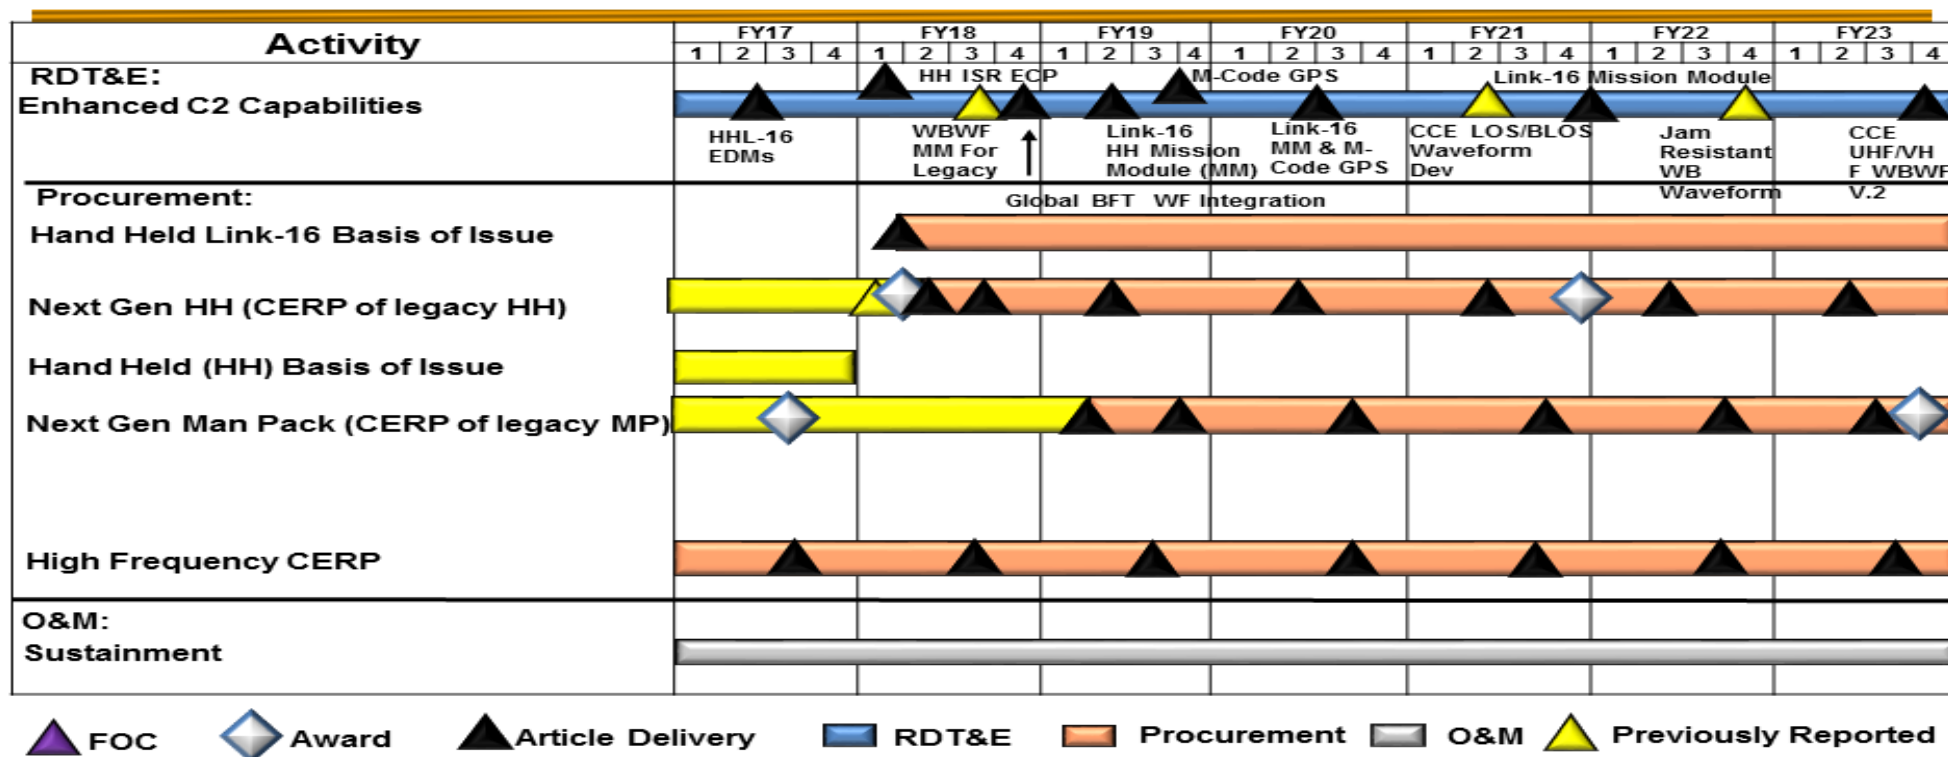 Activity
FY17 FY18 FY19 FY20 FY21 FY22 FY23
1 2 3 4 1 2 3 4 1 2 3 4 1 2 3 4 1 2 3 4 1 2 3 4 1 2 3 4
RDT&E:
HH ISR ECP
M-Code GPS
Link-16 Mission Module
Enhanced C2 Capabilities
HHL-16
EDMs
WBWF
MM For
Legacy
Link-16
HH Mission
Module (MM)
Link-16
MM & M-
Code GPS
CCE LOS/BLOS
Waveform
Dev
Jam
Resistant
WB
Waveform
CCE
UHF/VH
F WBWF
V.2
Procurement:
Global BFT WF Integration
Hand Held Link-16 Basis of Issue
Next Gen HH (CERP of legacy HH)
Hand Held (HH) Basis of Issue
Next Gen Man Pack (CERP of legacy MP)
High Frequency CERP
O&M:
Sustainment
FOC Award Article Delivery RDT&E Procurement O&M Previously Reported